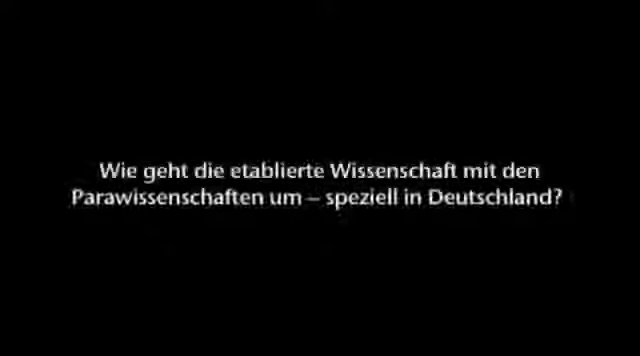 Wie geht die etablierte Wissenschaft mit den
Parawissenschaften um – speziell in Deutschland?